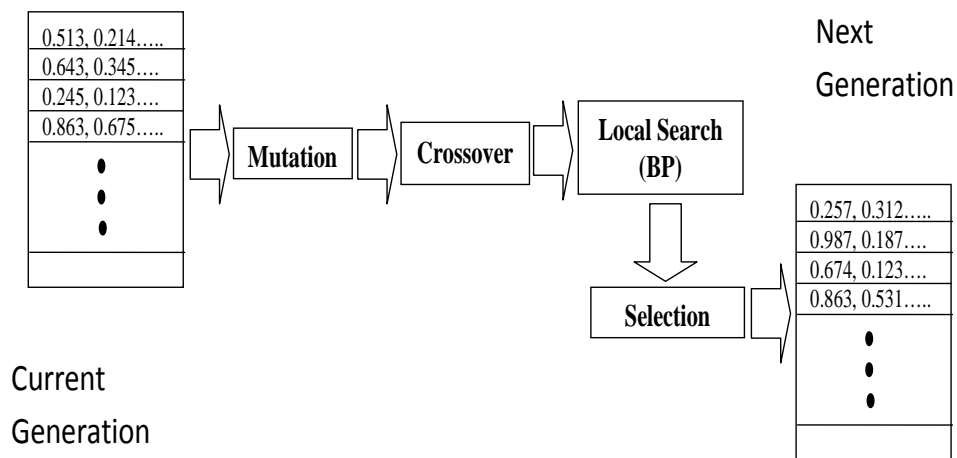 0.513, 0.214.....
0.643, 0.345....
0.245, 0.123....
0.863, 0.675.....
Current
Generation
Mutation
Crossover
Local Search
(BP)
Selection
Next
Generation
0.257, 0.312.....
0.987, 0.187....
0.674, 0.123....
0.863, 0.531.....